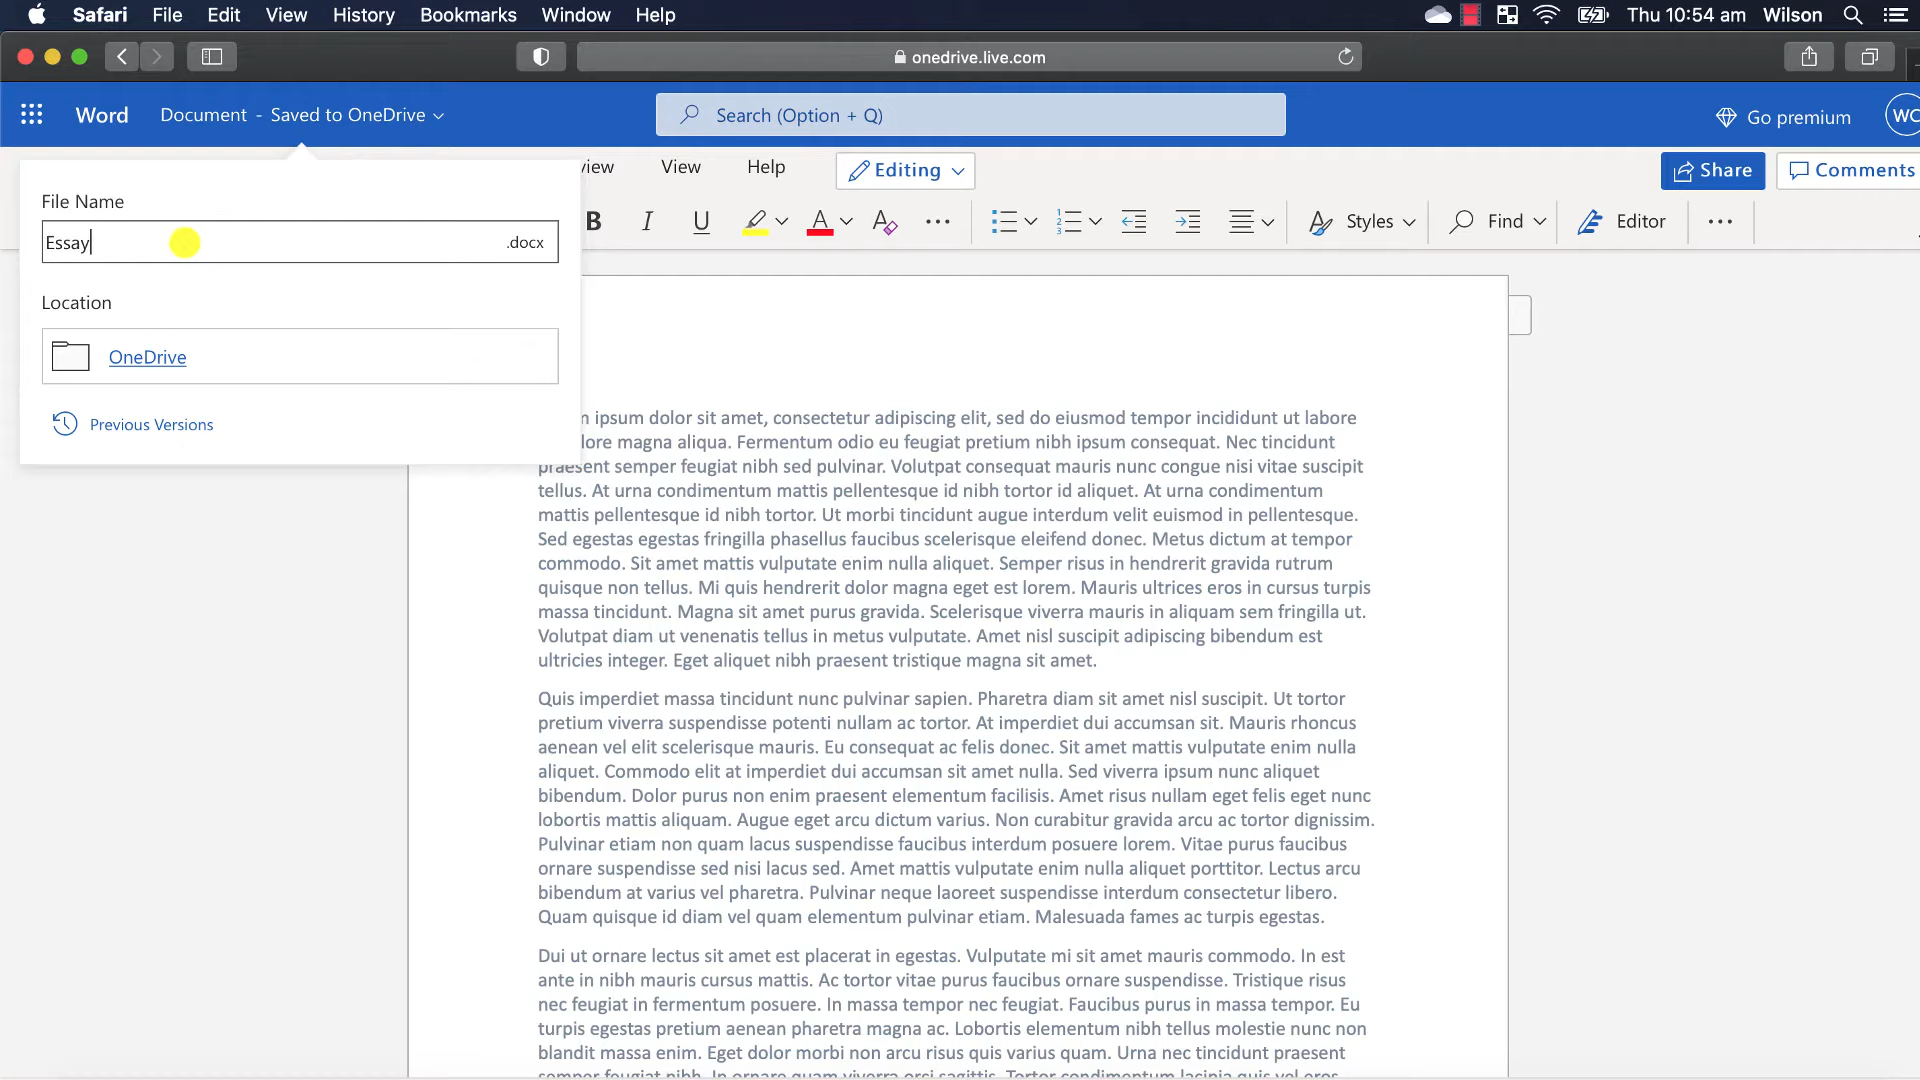 Safari File Edit View History Bookmarks Window Help Thu 10:54 am Wilson
onedrive.live.com
Word Document - Saved to OneDrive Search (Option + Q) Go premium WC
view View Help Editing Share Comments
File Name
B I U A A Styles Find Editor
Essay .docx
Location
OneDrive
Previous Versions
ipsum dolor sit amet, consectetur adipiscing elit, sed do eiusmod tempor incididunt ut labore
lore magna aliqua. Fermentum odio eu feugiat pretium nibh ipsum consequat. Nec tincidunt
praesent semper feugiat nibh sed pulvinar. Volutpat consequat mauris nunc congue nisi vitae suscipit
tellus. At urna condimentum mattis pellentesque id nibh tortor id aliquet. At urna condimentum
mattis pellentesque id nibh tortor. Ut morbi tincidunt augue interdum velit euismod in pellentesque.
Sed egestas egestas fringilla phasellus faucibus scelerisque eleifend donec. Metus dictum at tempor
commodo. Sit amet mattis vulputate enim nulla aliquet. Semper risus in hendrerit gravida rutrum
quisque non tellus. Mi quis hendrerit dolor magna eget est lorem. Mauris ultrices eros in cursus turpis
massa tincidunt. Magna sit amet purus gravida. Scelerisque viverra mauris in aliquam sem fringilla ut.
Volutpat diam ut venenatis tellus in metus vulputate. Amet nisl suscipit adipiscing bibendum est
ultricies integer. Eget aliquet nibh praesent tristique magna sit amet.
Quis imperdiet massa tincidunt nunc pulvinar sapien. Pharetra diam sit amet nisl suscipit. Ut tortor
pretium viverra suspendisse potenti nullam ac tortor. At imperdiet dui accumsan sit. Mauris rhoncus
aenean vel elit scelerisque mauris. Eu consequat ac felis donec. Sit amet mattis vulputate enim nulla
aliquet. Commodo elit at imperdiet dui accumsan sit amet nulla. Sed viverra ipsum nunc aliquet
bibendum. Dolor purus non enim praesent elementum facilisis. Amet risus nullam eget felis eget nunc
lobortis mattis aliquam. Augue eget arcu dictum varius. Non curabitur gravida arcu ac tortor dignissim.
Pulvinar etiam non quam lacus suspendisse faucibus interdum posuere lorem. Vitae purus faucibus
ornare suspendisse sed nisi lacus sed. Amet mattis vulputate enim nulla aliquet porttitor. Lectus arcu
bibendum at varius vel pharetra. Pulvinar neque laoreet suspendisse interdum consectetur libero.
Quam quisque id diam vel quam elementum pulvinar etiam. Malesuada fames ac turpis egestas.
Dui ut ornare lectus sit amet est placerat in egestas. Vulputate mi sit amet mauris commodo. In est
ante in nibh mauris cursus mattis. Ac tortor vitae purus faucibus ornare suspendisse. Tristique risus
nec feugiat in fermentum posuere. In massa tempor nec feugiat. Faucibus purus in massa tempor. Eu
turpis egestas pretium aenean pharetra magna ac. Lobortis elementum nibh tellus molestie nunc non
blandit massa enim. Eget dolor morbi non arcu risus quis varius quam. Urna nec tincidunt praesent
semper feugiat nibh. In ornare quam viverra orci sagittis. Tortor condimentum lacinia quis vel eros